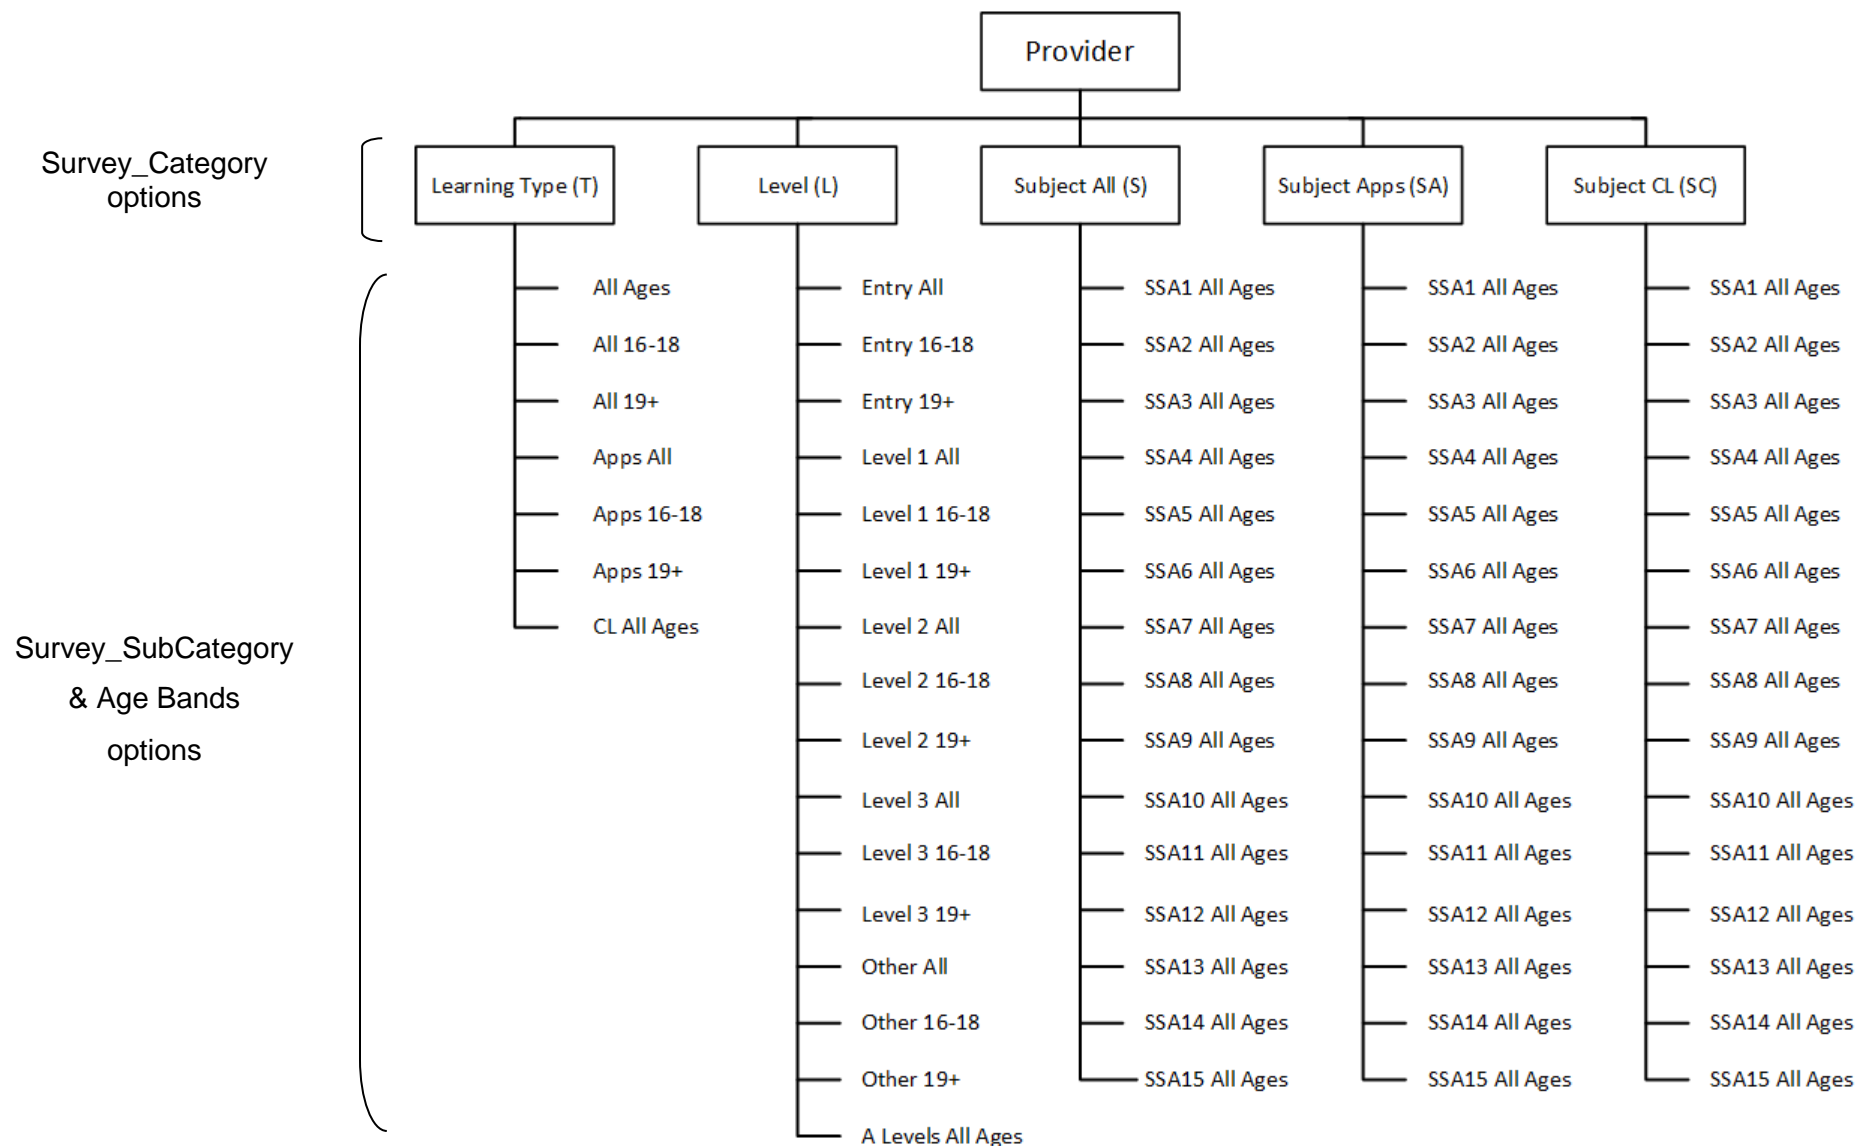 Provider
Survey_Category
options
Learning Type (T)
Level (L)
Subject All (S)
Subject Apps (SA)
Subject CL (SC)
Survey_SubCategory
& Age Bands
options
All Ages
All 16-18
All 19+
Apps All
Apps 16-18
Apps 19+
CL All Ages
Entry All
Entry 16-18
Entry 19+
Level 1 All
Level 1 16-18
Level 1 19+
Level 2 All
Level 2 16-18
Level 2 19+
Level 3 All
Level 3 16-18
Level 3 19+
Other All
Other 16-18
Other 19+
A Levels All Ages
SSA1 All Ages
SSA2 All Ages
SSA3 All Ages
SSA4 All Ages
SSA5 All Ages
SSA6 All Ages
SSA7 All Ages
SSA8 All Ages
SSA9 All Ages
SSA10 All Ages
SSA11 All Ages
SSA12 All Ages
SSA13 All Ages
SSA14 All Ages
SSA15 All Ages
SSA1 All Ages
SSA2 All Ages
SSA3 All Ages
SSA4 All Ages
SSA5 All Ages
SSA6 All Ages
SSA7 All Ages
SSA8 All Ages
SSA9 All Ages
SSA10 All Ages
SSA11 All Ages
SSA12 All Ages
SSA13 All Ages
SSA14 All Ages
SSA15 All Ages
SSA1 All Ages
SSA2 All Ages
SSA3 All Ages
SSA4 All Ages
SSA5 All Ages
SSA6 All Ages
SSA7 All Ages
SSA8 All Ages
SSA9 All Ages
SSA10 All Ages
SSA11 All Ages
SSA12 All Ages
SSA13 All Ages
SSA14 All Ages
SSA15 All Ages